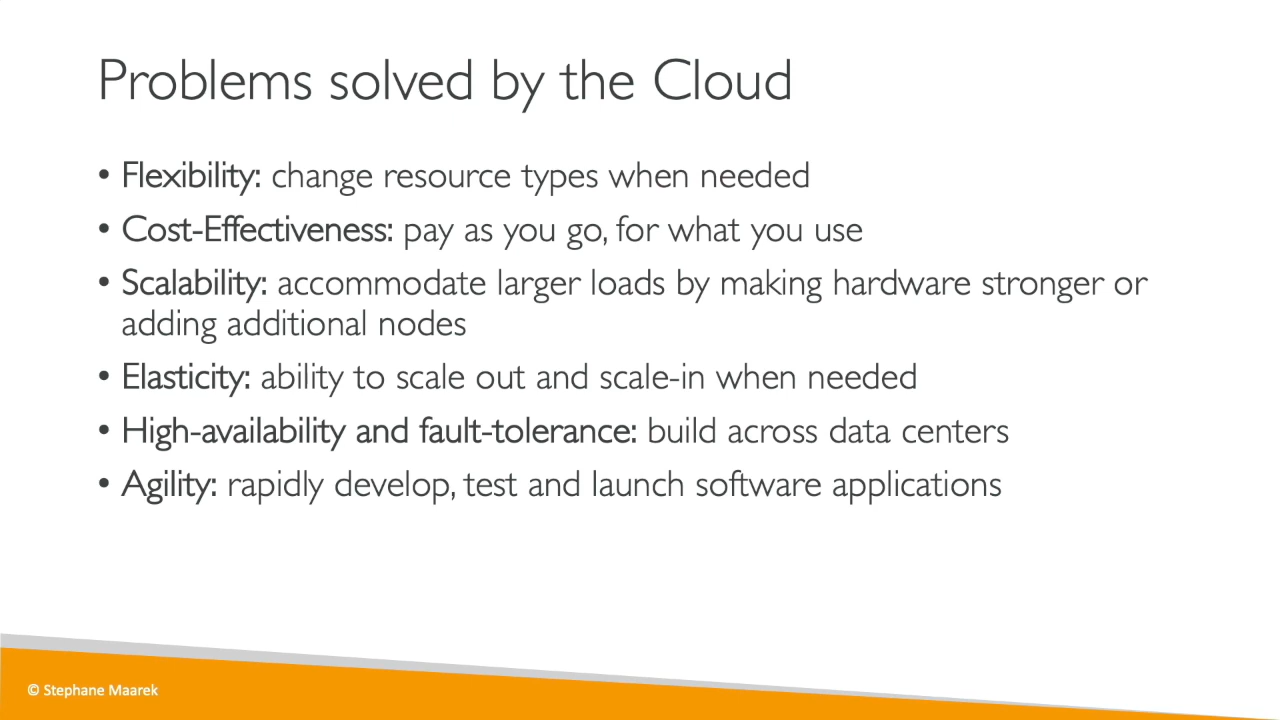 Problems solved by the Cloud
• Flexibility: change resource types when needed
• Cost-Effectiveness: pay as you go, for what you use
• Scalability: accommodate larger loads by making hardware stronger or
adding additional nodes
• Elasticity: ability to scale out and scale-in when needed
• High-availability and fault-tolerance: build across data centers
• Agility: rapidly develop, test and launch software applications
© Stephane Maarek